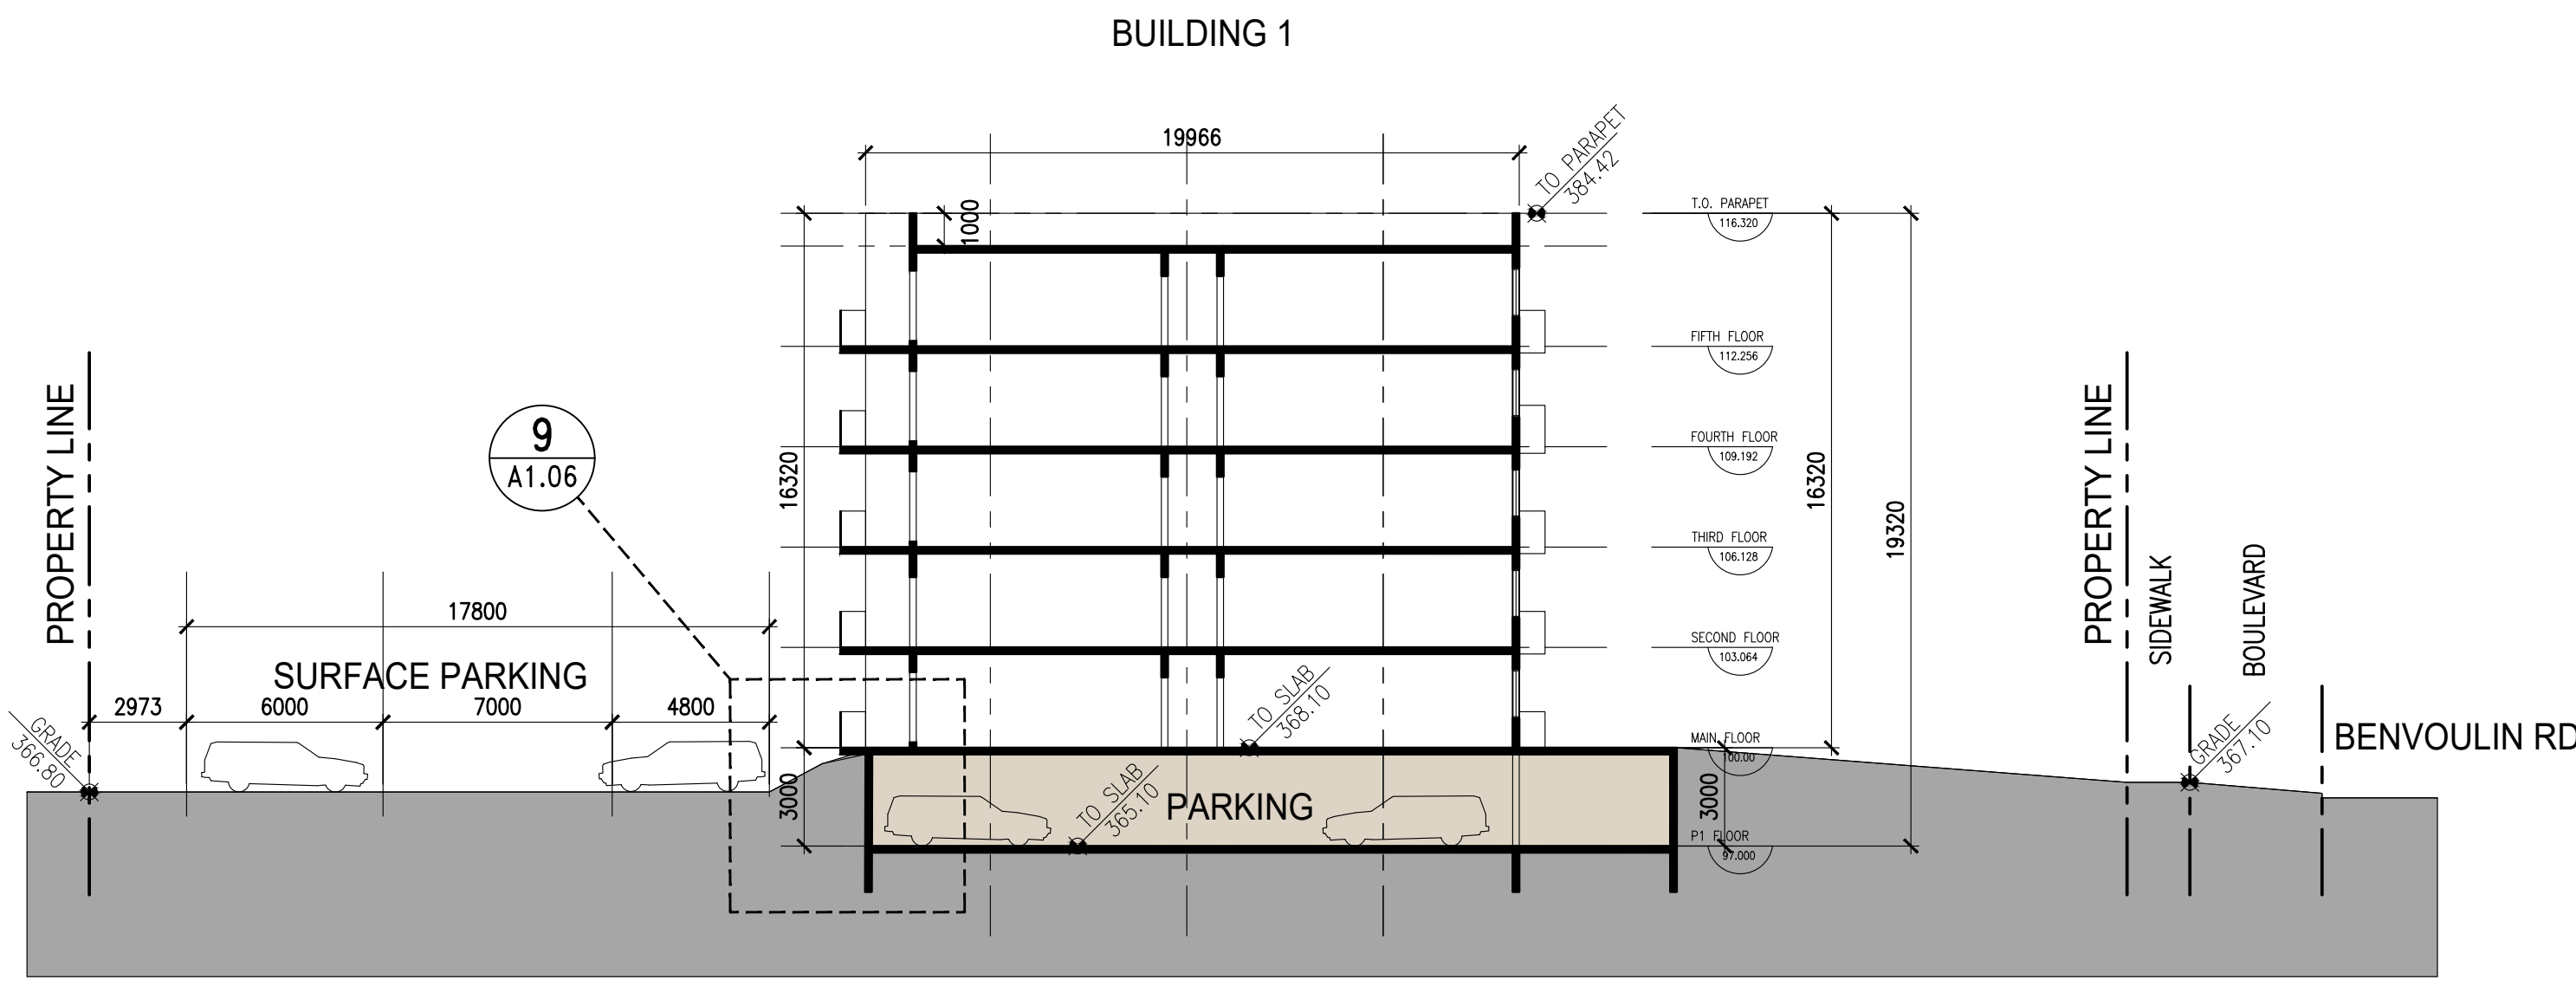 BUILDING 1
19966
TO PARAPET
384.42
1000
T.O. PARAPET
116.320
FIFTH FLOOR
112.256
FOURTH FLOOR
109.192
THIRD FLOOR
106.128
SECOND FLOOR
103.064
MAIN FLOOR
100.00
P1 FLOOR
97.000
16320
16320
19320
3000
3000
9
A1.06
PROPERTY LINE
17800
SURFACE PARKING
2973
6000
7000
4800
GRADE
366.80
TO SLAB
368.10
TO SLAB
365.10
PARKING
PROPERTY LINE
SIDEWALK
BOULEVARD
GRADE
367.10
BENVOULIN RD